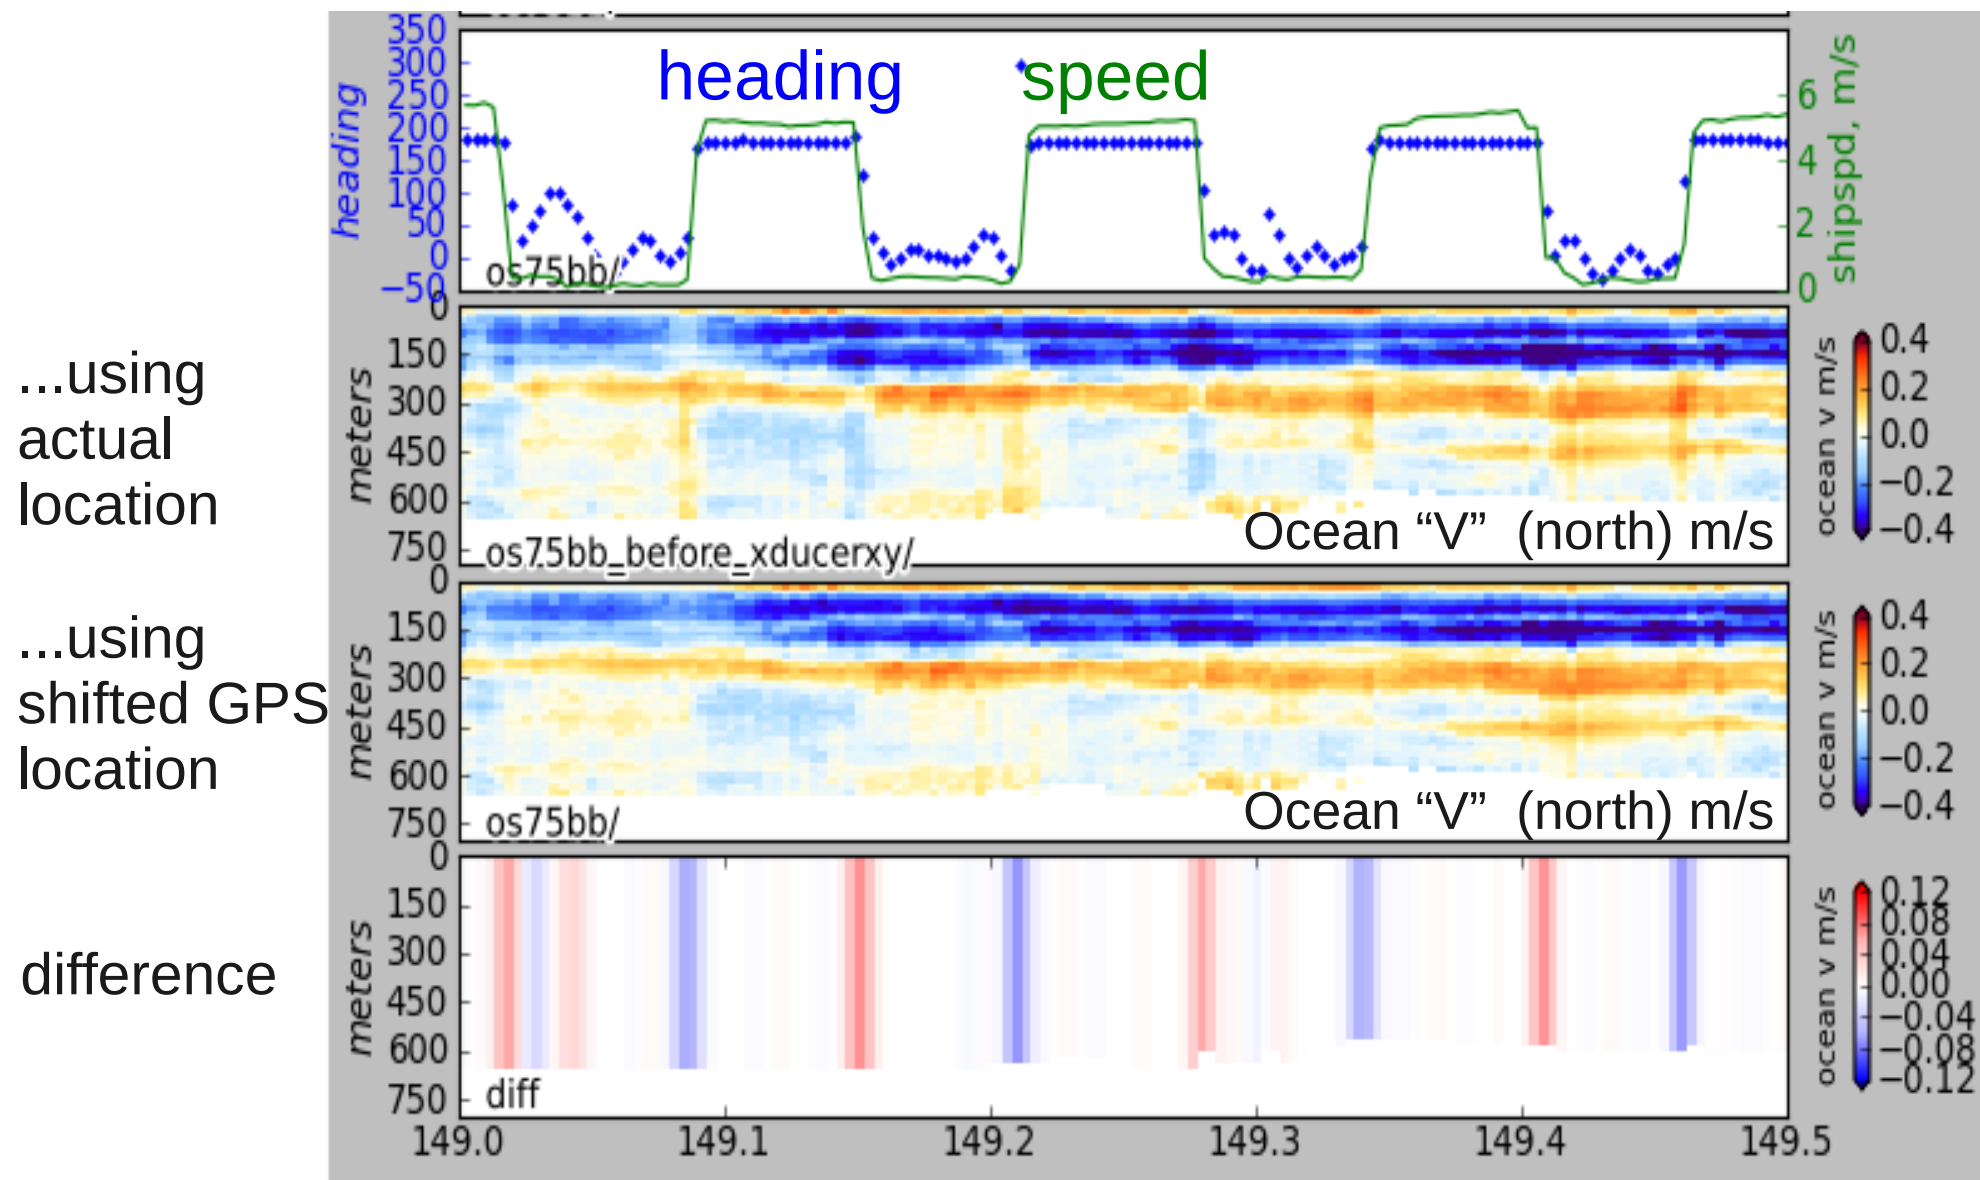 350
300
250
200
150
100
50
0
−50
heading
heading
speed
6
4
2
0
shipspd, m/s
os75bb/
...using
actual
location
0
150
300
450
600
750
meters
os75bb_before_xducerxy/
Ocean “V” (north) m/s
ocean v m/s
0.4
0.2
0.0
−0.2
−0.4
...using
shifted GPS
location
0
150
300
450
600
750
meters
os75bb/
Ocean “V” (north) m/s
ocean v m/s
0.4
0.2
0.0
−0.2
−0.4
difference
0
150
300
450
600
750
meters
diff
ocean v m/s
0.12
0.08
0.04
0.00
−0.04
−0.08
−0.12
149.0 149.1 149.2 149.3 149.4 149.5